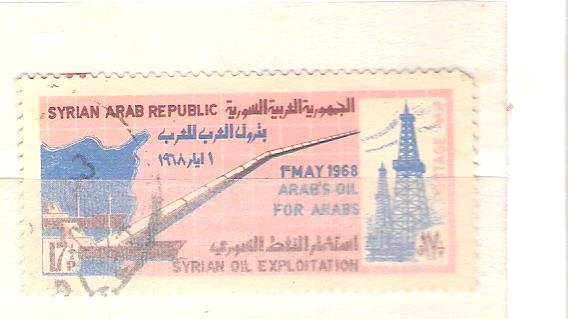 SYRIAN ARAB REPUBLIC الجمهورية العربية السورية
بترول العرب للعرب
١ ايار ١٩٦٨
1st MAY 1968
ARAB'S OIL
FOR ARABS
استثمار النفط السوري
SYRIAN OIL EXPLOITATION
17½ P
POSTAGE